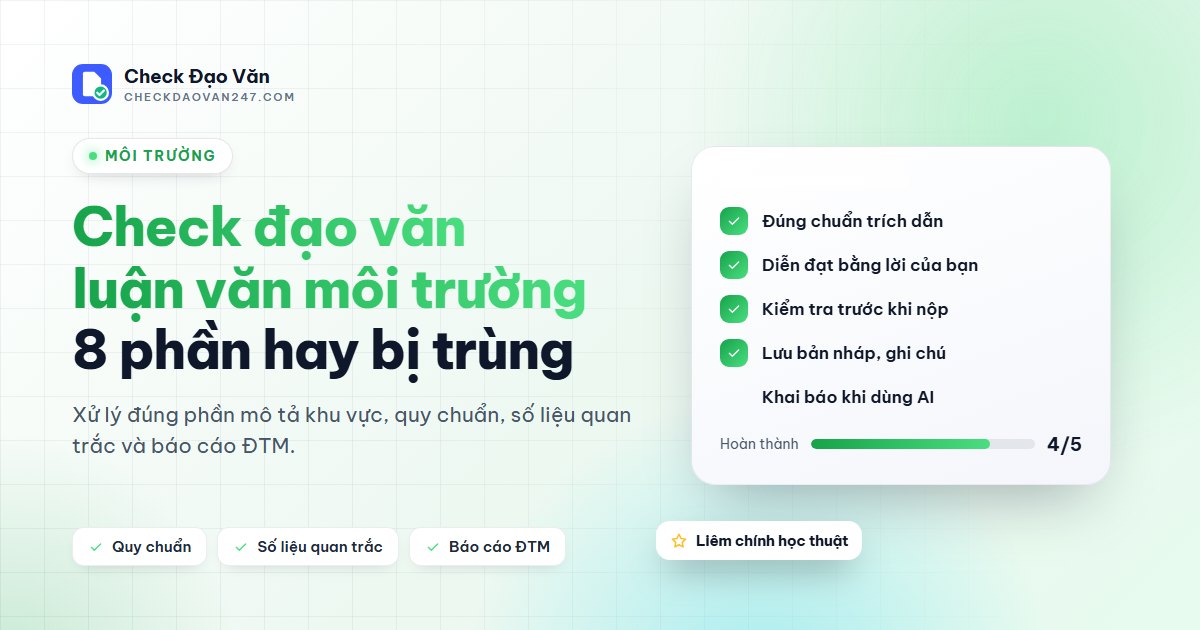 Check Đạo Văn
CHECKDAOVAN247.COM
MÔI TRƯỜNG
Check đạo văn
luận văn môi trường
8 phần hay bị trùng
Xử lý đúng phần mô tả khu vực, quy chuẩn, số liệu quan
trắc và báo cáo ĐTM.
Quy chuẩn
Số liệu quan trắc
Báo cáo ĐTM
Đúng chuẩn trích dẫn
Diễn đạt bằng lời của bạn
Kiểm tra trước khi nộp
Lưu bản nháp, ghi chú
Khai báo khi dùng AI
Hoàn thành 4/5
Liêm chính học thuật